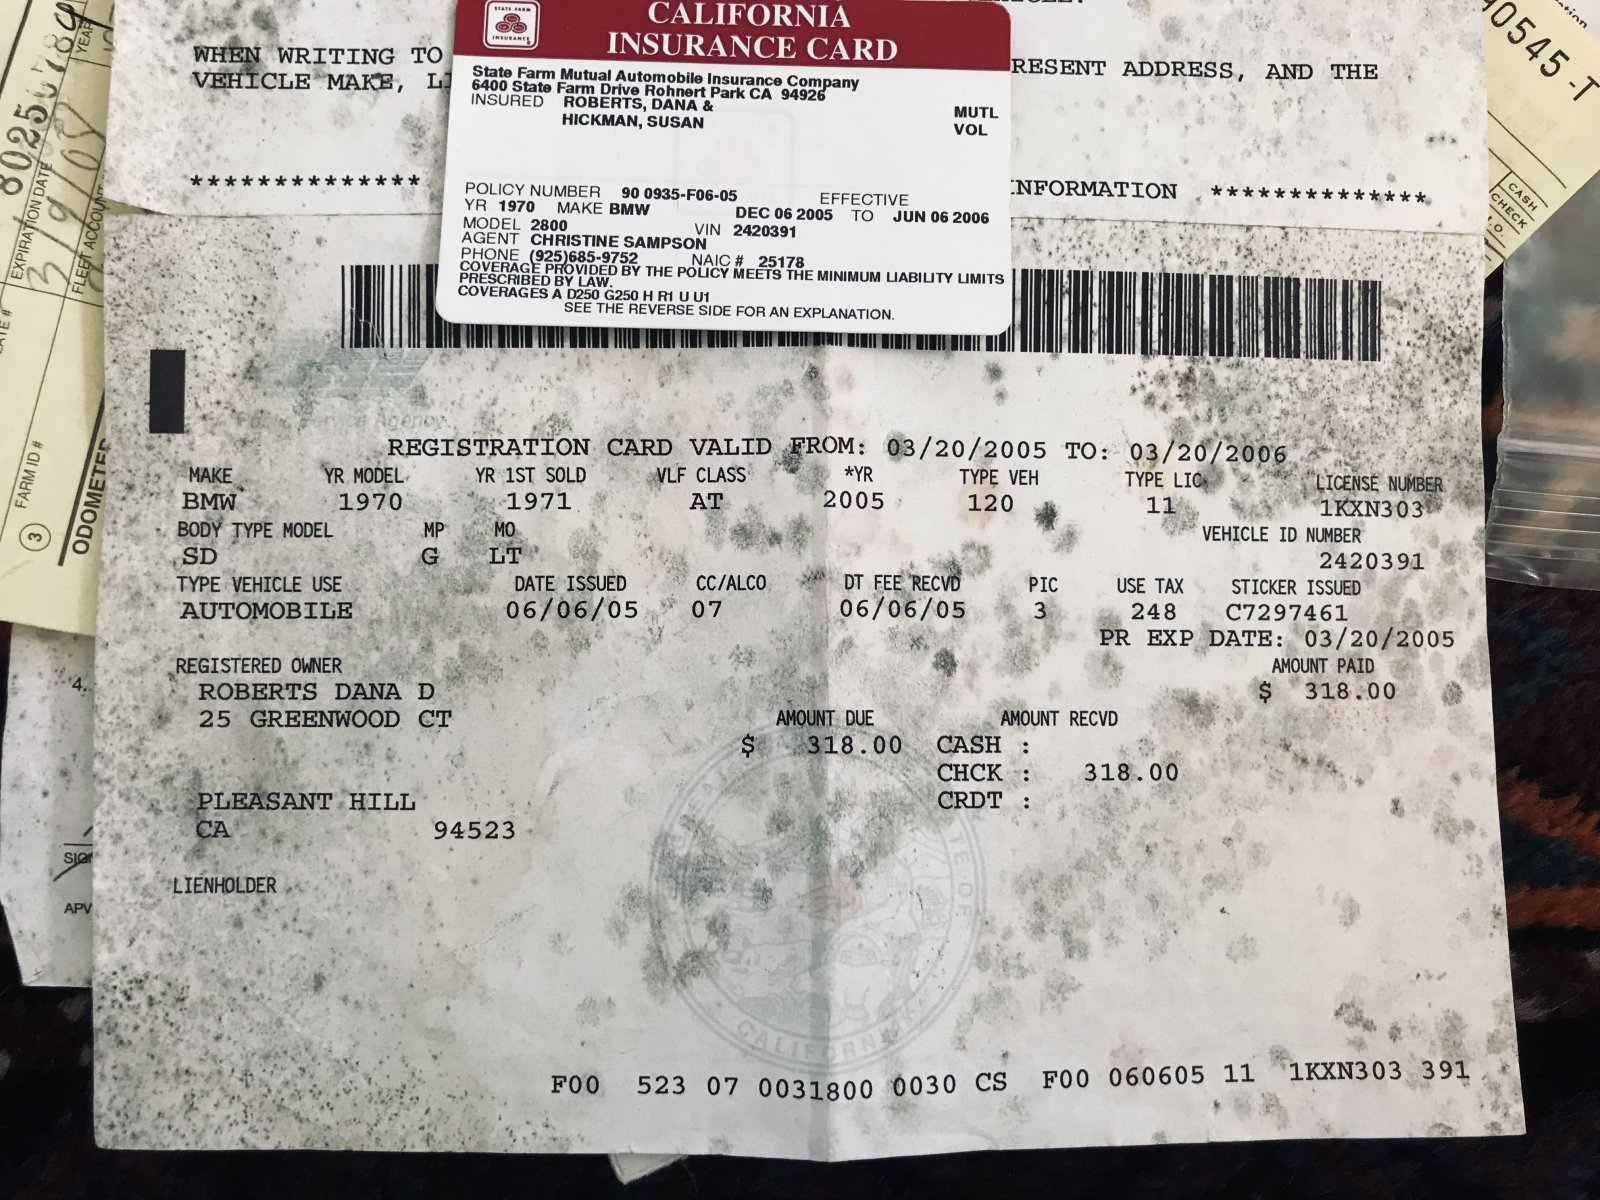 WHEN WRITING TO
RESENT ADDRESS, AND THE
VEHICLE MAKE,
************** NFORMATION **************
STATE FARM
INSURANCE
CALIFORNIA
INSURANCE CARD
State Farm Mutual Automobile Insurance Company
6400 State Farm Drive Rohnert Park CA 94926
INSURED ROBERTS, DANA & MUTL
HICKMAN, SUSAN VOL
POLICY NUMBER 90 0935-F06-05 EFFECTIVE
YR 1970 MAKE BMW DEC 06 2005 TO JUN 06 2006
MODEL 2800 VIN 2420391
AGENT CHRISTINE SAMPSON
PHONE (925)685-9752 NAIC # 25178
COVERAGE PROVIDED BY THE POLICY MEETS THE MINIMUM LIABILITY LIMITS
PRESCRIBED BY LAW.
COVERAGES A D250 G250 H R1 U U1
SEE THE REVERSE SIDE FOR AN EXPLANATION.
REGISTRATION CARD VALID FROM: 03/20/2005 TO: 03/20/2006
MAKE YR MODEL YR 1ST SOLD VLF CLASS *YR TYPE VEH TYPE LIC LICENSE NUMBER
BMW 1970 1971 AT 2005 120 11 1KXN303
BODY TYPE MODEL MP MO VEHICLE ID NUMBER
SD G LT 2420391
TYPE VEHICLE USE DATE ISSUED CC/ALCO DT FEE RECVD PIC USE TAX STICKER ISSUED
AUTOMOBILE 06/06/05 07 06/06/05 3 248 C7297461
PR EXP DATE: 03/20/2005
REGISTERED OWNER AMOUNT PAID
ROBERTS DANA D $ 318.00
25 GREENWOOD CT AMOUNT DUE AMOUNT RECVD
$ 318.00 CASH :
CHCK : 318.00
PLEASANT HILL CRDT :
CA 94523
LIENHOLDER
CALIFORNIA
F00 523 07 0031800 0030 CS F00 060605 11 1KXN303 391
EXPIRATION DATE
3/9/08
FLEET ACCOUNT
3 FARM ID #
ODOMETER
H0545-T
CASH
CHECK
4.